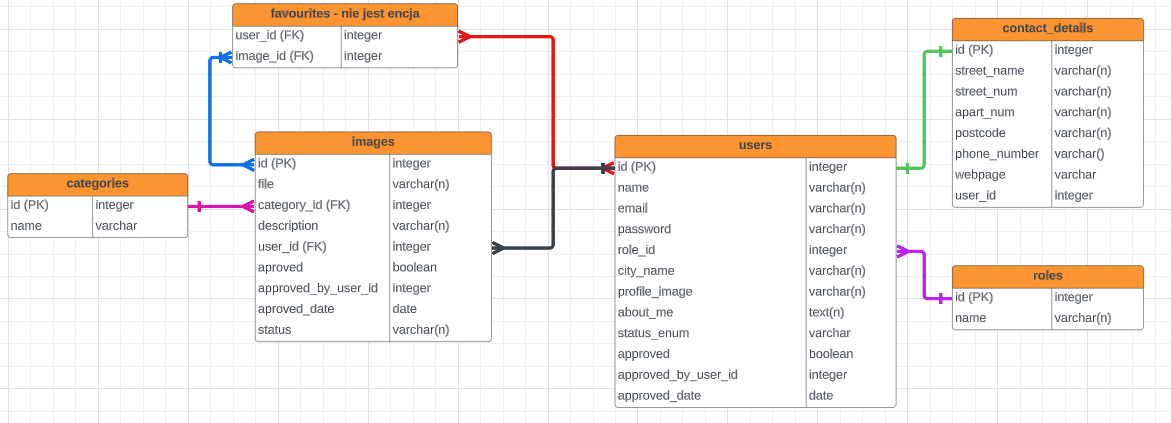 favourites - nie jest encja
user_id (FK) integer
image_id (FK) integer
images
id (PK) integer
file varchar(n)
category_id (FK) integer
description varchar(n)
user_id (FK) integer
aproved boolean
approved_by_user_id integer
aproved_date date
status varchar(n)
categories
id (PK) integer
name varchar
users
id (PK) integer
name varchar(n)
email varchar(n)
password varchar(n)
role_id integer
city_name varchar(n)
profile_image varchar(n)
about_me text(n)
status_enum varchar
approved boolean
approved_by_user_id integer
approved_date date
contact_details
id (PK) integer
street_name varchar(n)
street_num varchar(n)
apart_num varchar(n)
postcode varchar(n)
phone_number varchar()
webpage varchar
user_id integer
roles
id (PK) integer
name varchar(n)